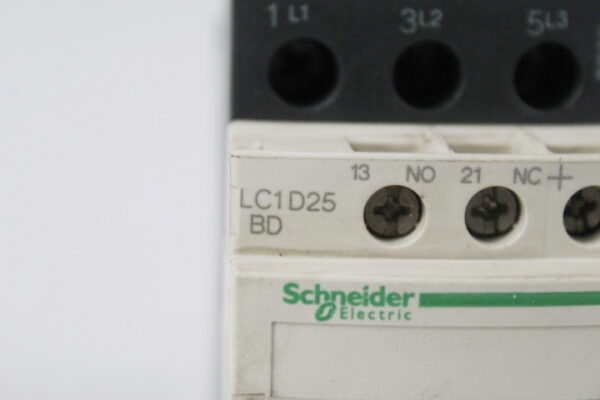 1 L1 3 L2 5 L3
13 NO 21 NC +
LC1D25
BD
Schneider
Electric